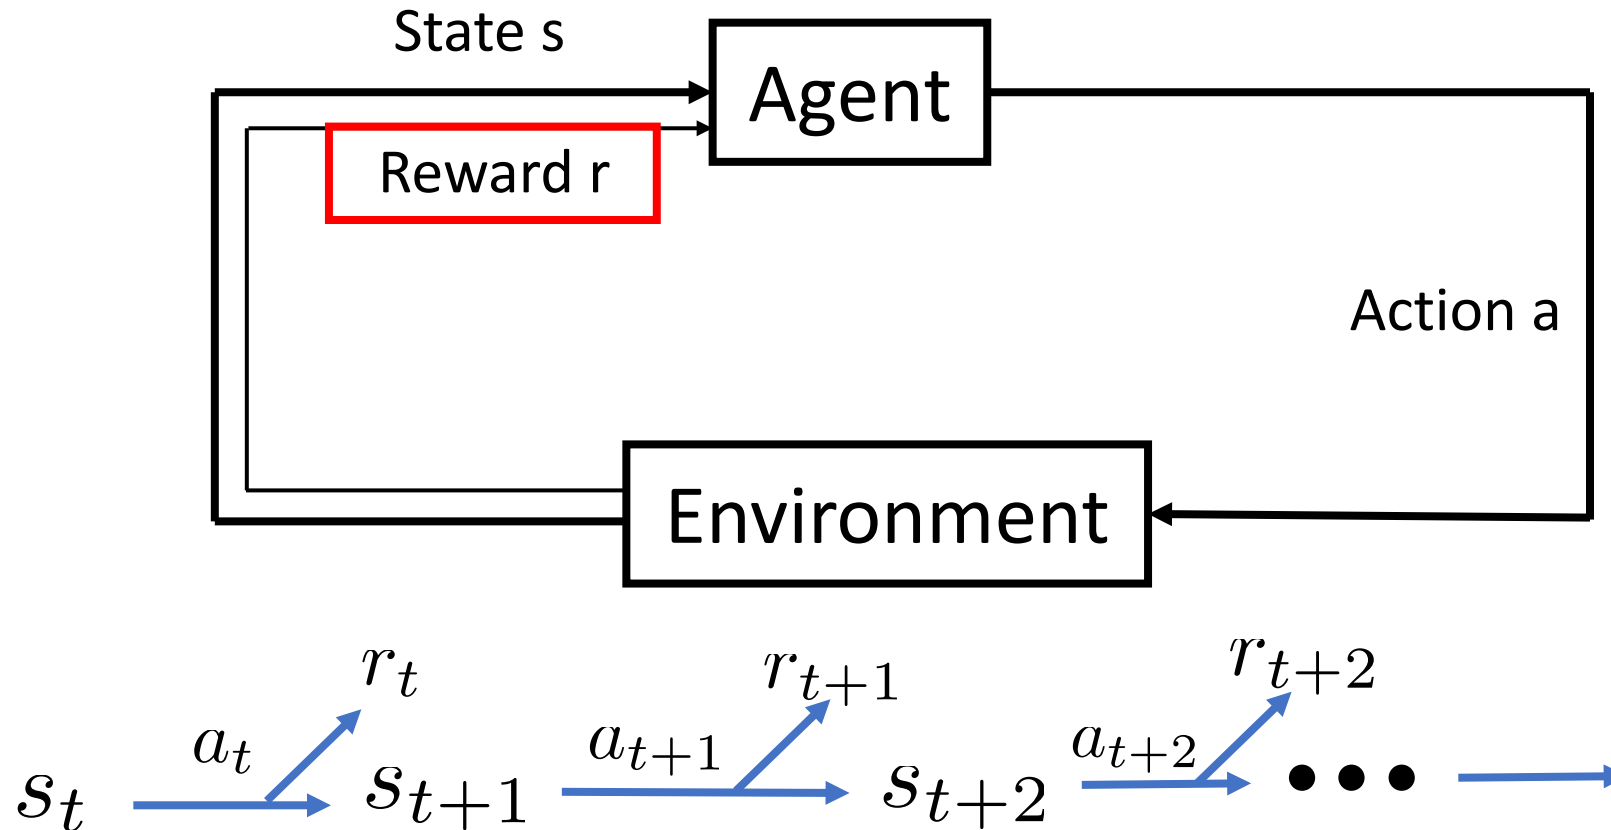 State s
Agent
Reward r
Action a
Environment
r_t
r_{t+1}
r_{t+2}
a_t
a_{t+1}
a_{t+2}
s_t
s_{t+1}
s_{t+2}
•••